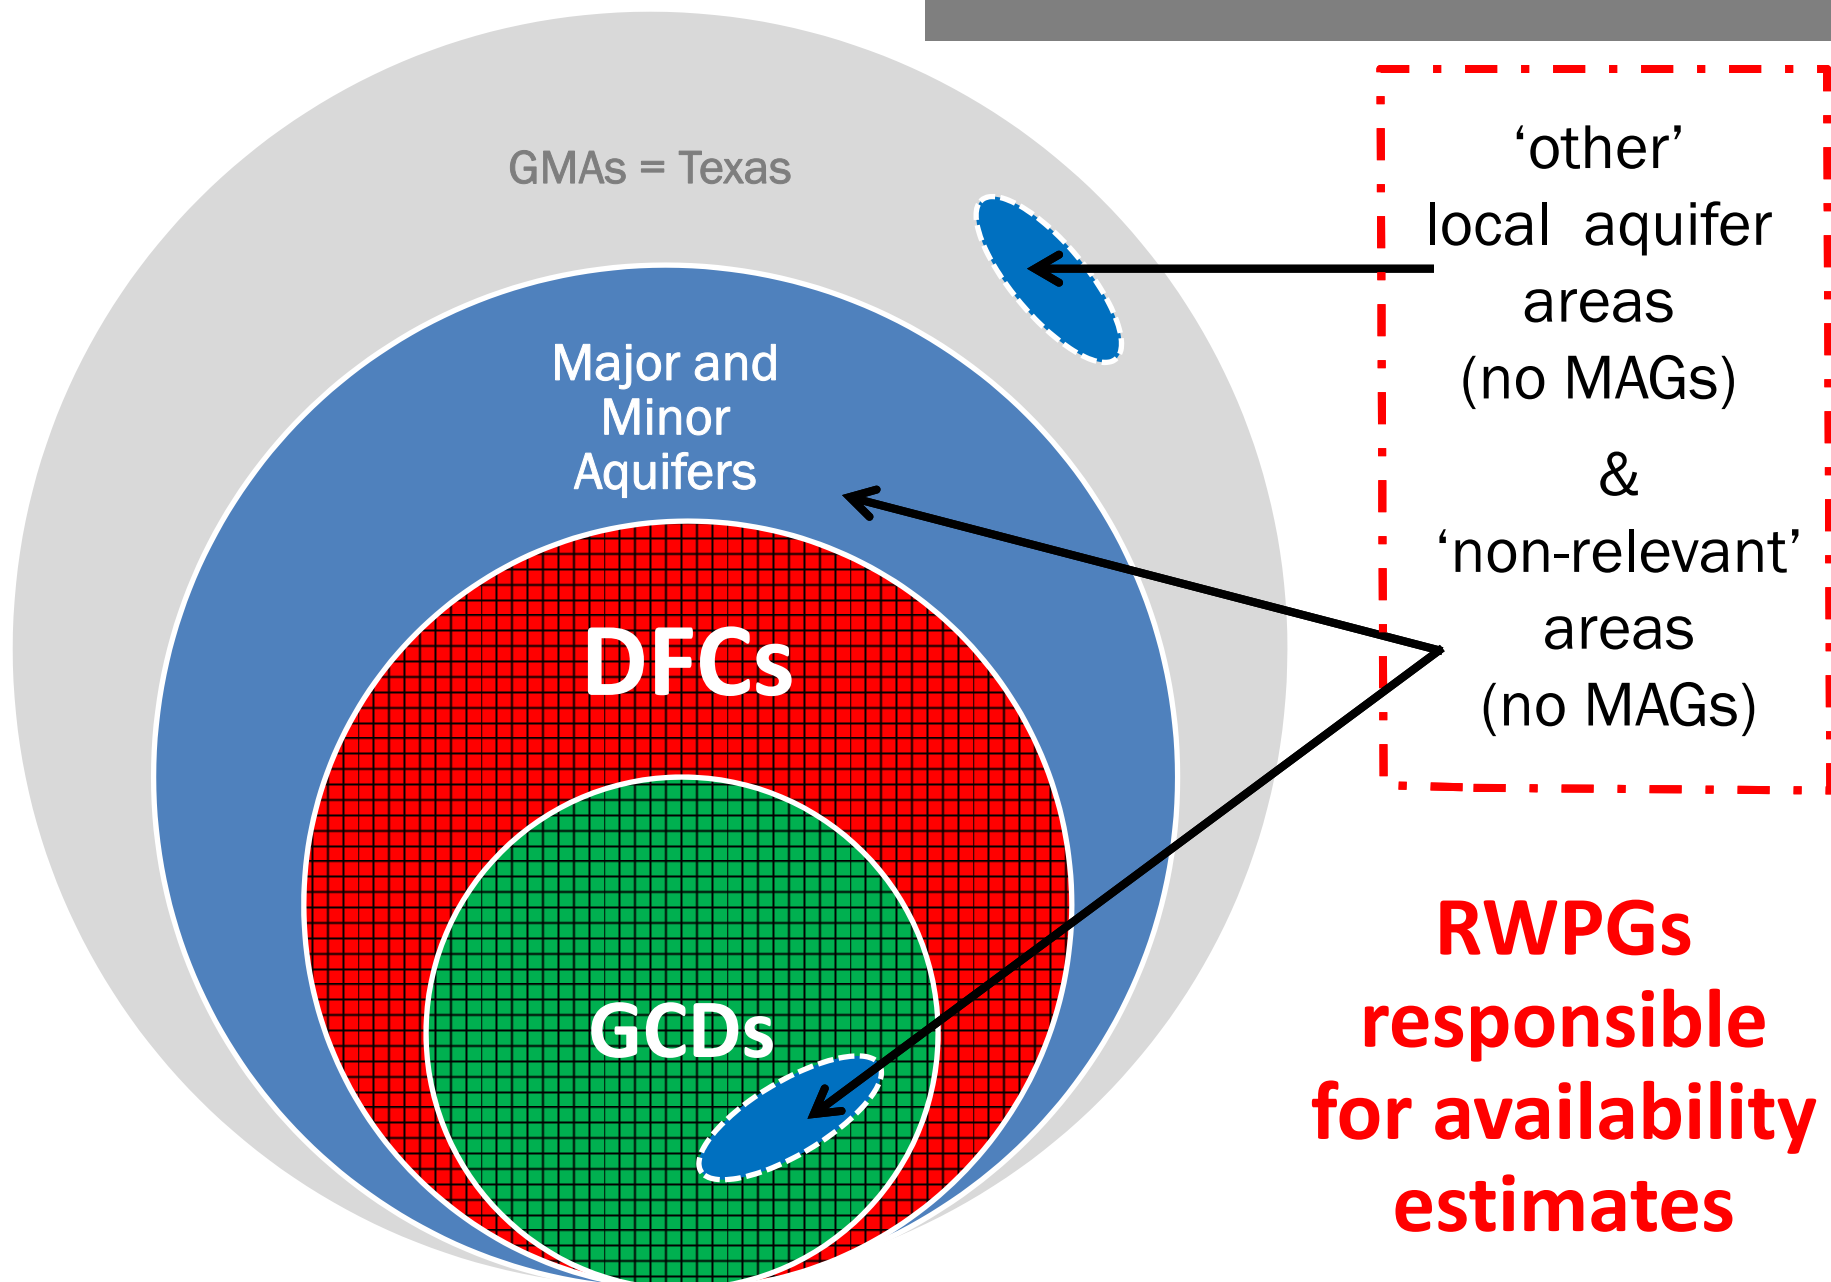 GMAs = Texas
Major and
Minor
Aquifers
DFCs
GCDs
‘other’
local aquifer
areas
(no MAGs)
&
‘non-relevant’
areas
(no MAGs)
RWPGs
responsible
for availability
estimates